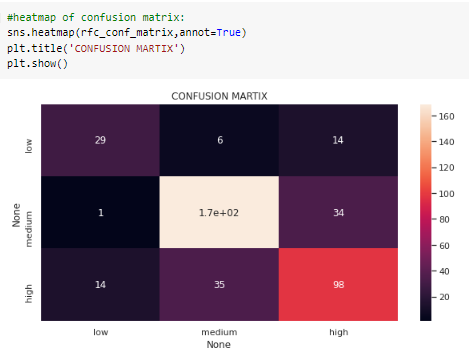 #heatmap of confusion matrix:
sns.heatmap(rfc_conf_matrix,annot=True)
plt.title('CONFUSION MARTIX')
plt.show()
CONFUSION MARTIX
low 29 6 14
medium 1 1.7e+02 34
high 14 35 98
None
low medium high
None
160
140
120
100
80
60
40
20